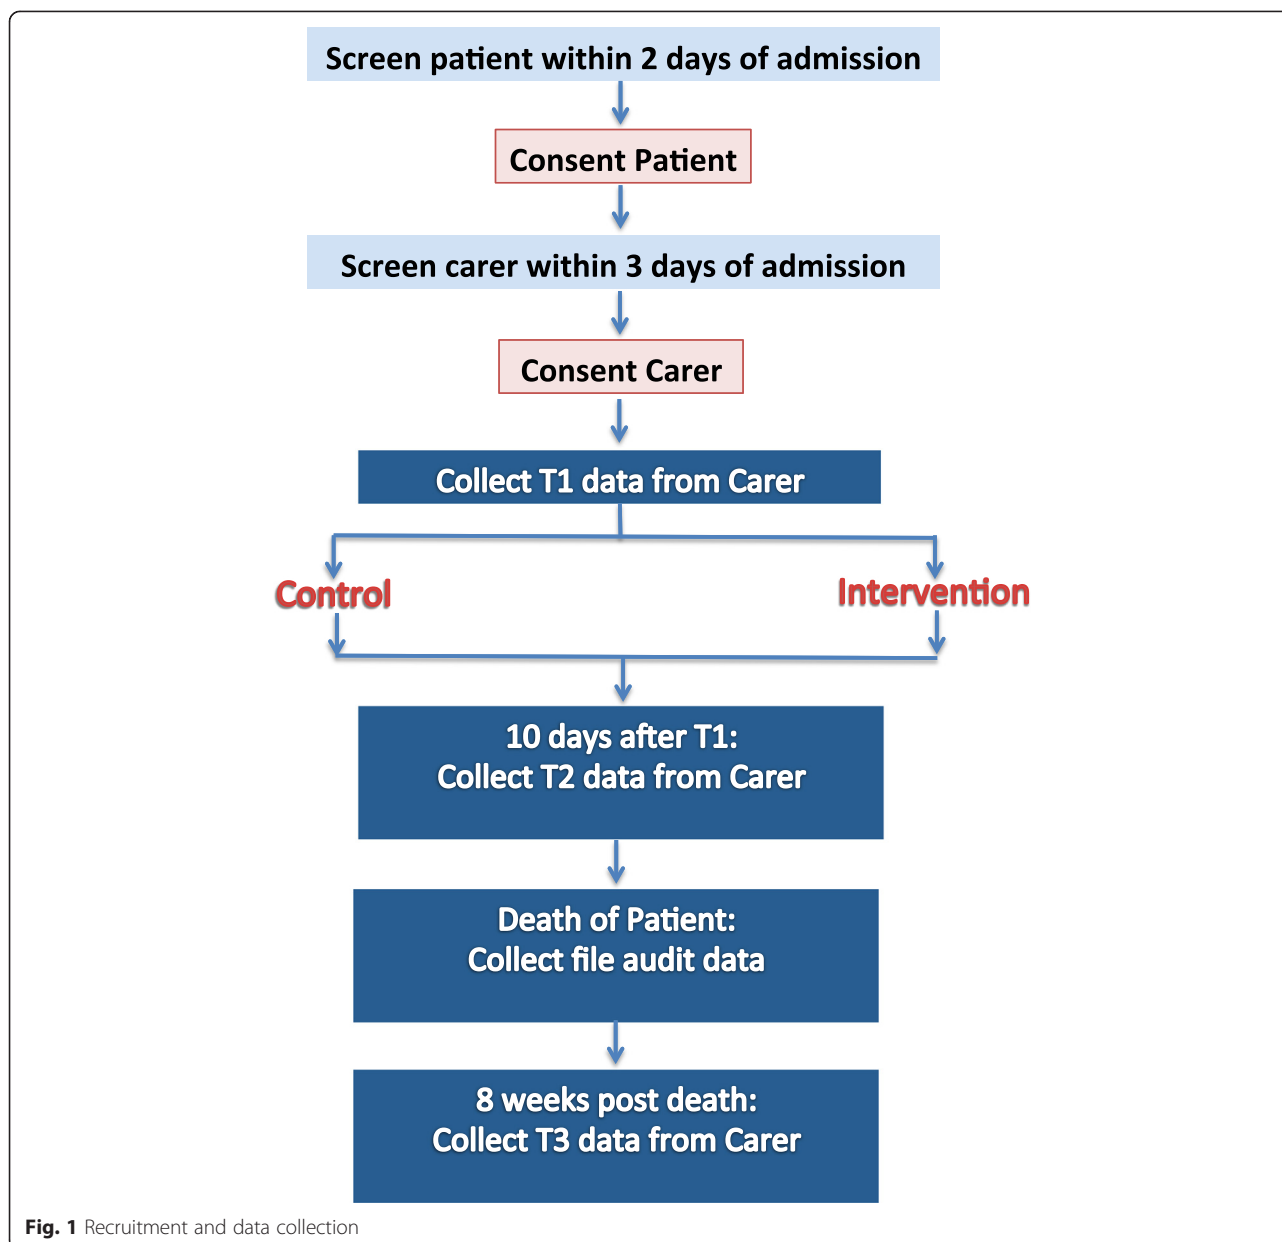 Screen patient within 2 days of admission
Consent Patient
Screen carer within 3 days of admission
Consent Carer
Collect T1 data from Carer
Control
Intervention
10 days after T1:
Collect T2 data from Carer
Death of Patient:
Collect file audit data
8 weeks post death:
Collect T3 data from Carer
Fig. 1 Recruitment and data collection